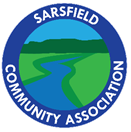 SARSFIELD
COMMUNITY ASSOCIATION